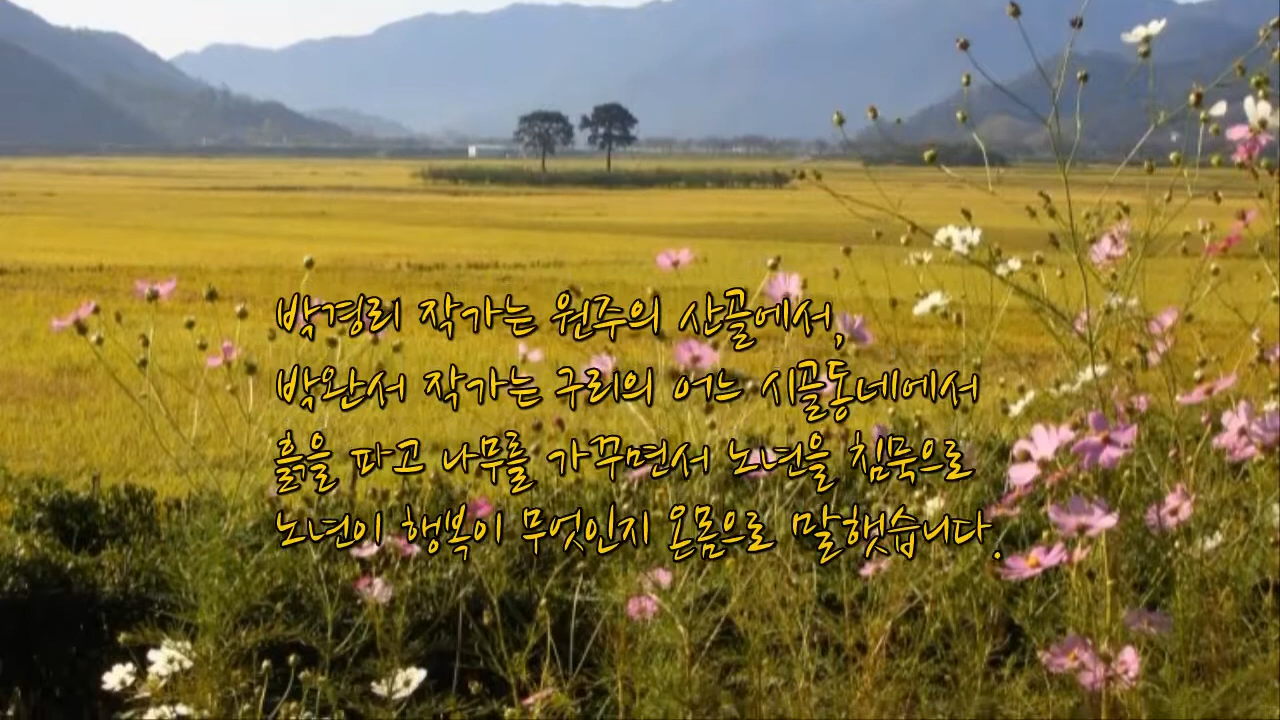 박경리 작가는 원주의 산골에서,
박완서 작가는 구리의 어느 시골동네에서
흙을 파고 나무를 가꾸면서 노년을 침묵으로
노년이 행복이 무엇인지 온몸으로 말했습니다.